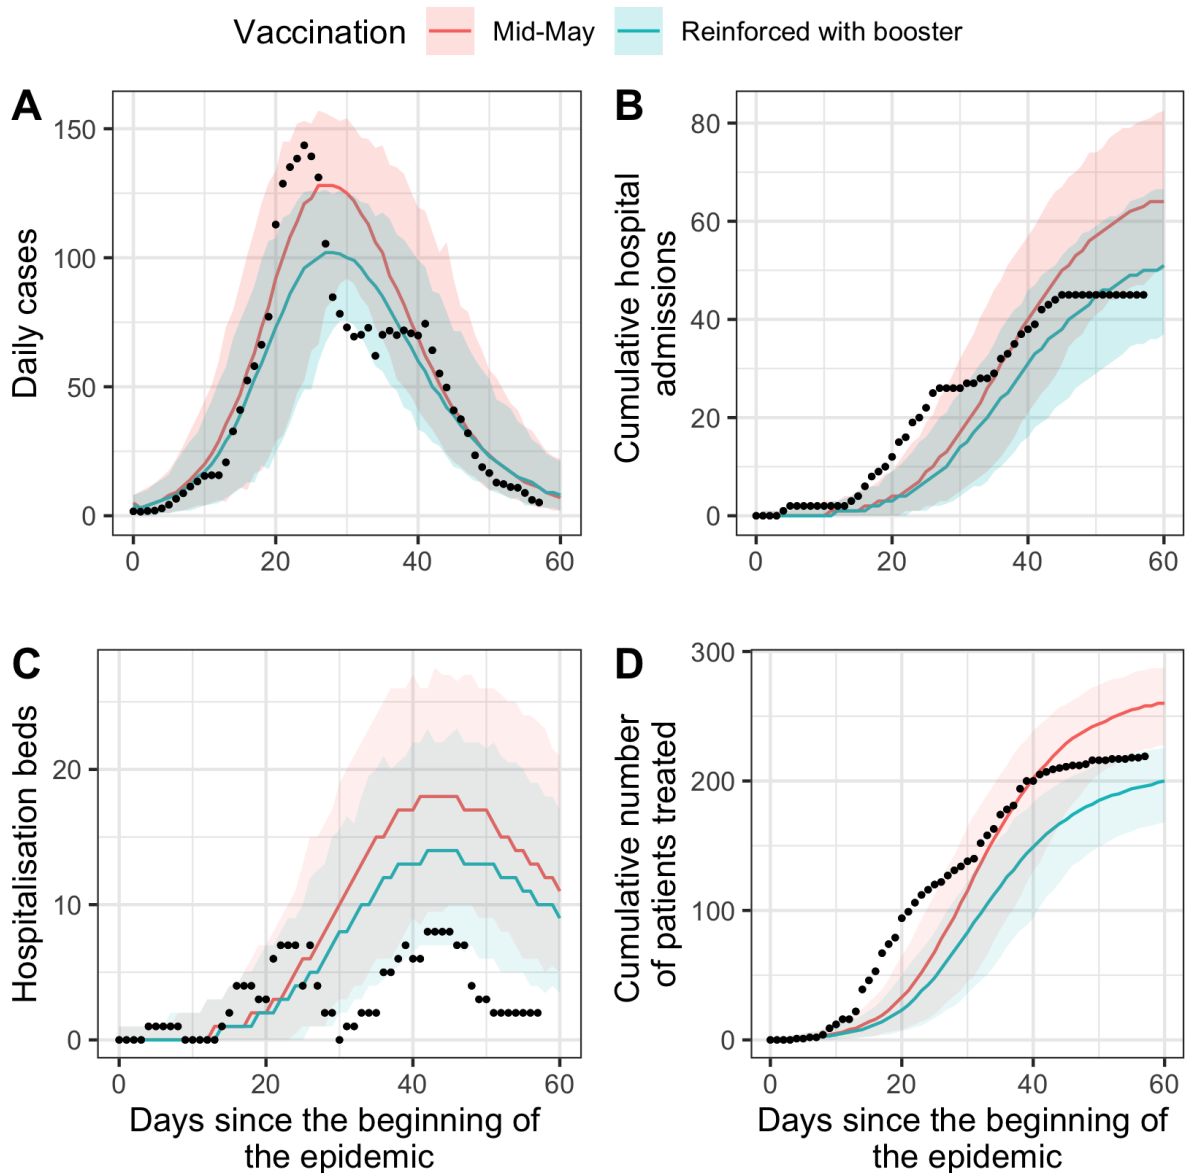 Vaccination Mid-May Reinforced with booster
A
Daily cases
150
100
50
0
0 20 40 60
B
Cumulative hospital
admissions
80
60
40
20
0
0 20 40 60
C
Hospitalisation beds
20
10
0
0 20 40 60
Days since the beginning of
the epidemic
D
Cumulative number
of patients treated
300
200
100
0
0 20 40 60
Days since the beginning of
the epidemic